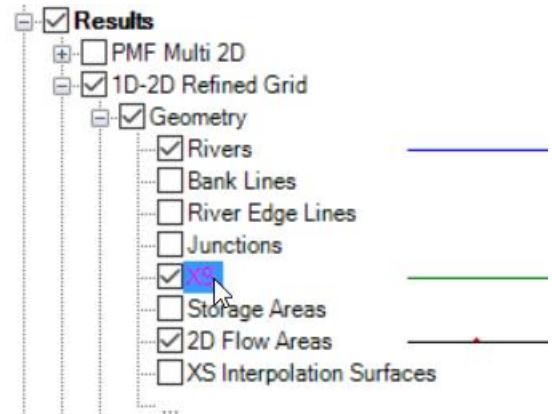 Results
PMF Multi 2D
1D-2D Refined Grid
Geometry
Rivers
Bank Lines
River Edge Lines
Junctions
XS
Storage Areas
2D Flow Areas
XS Interpolation Surfaces
...